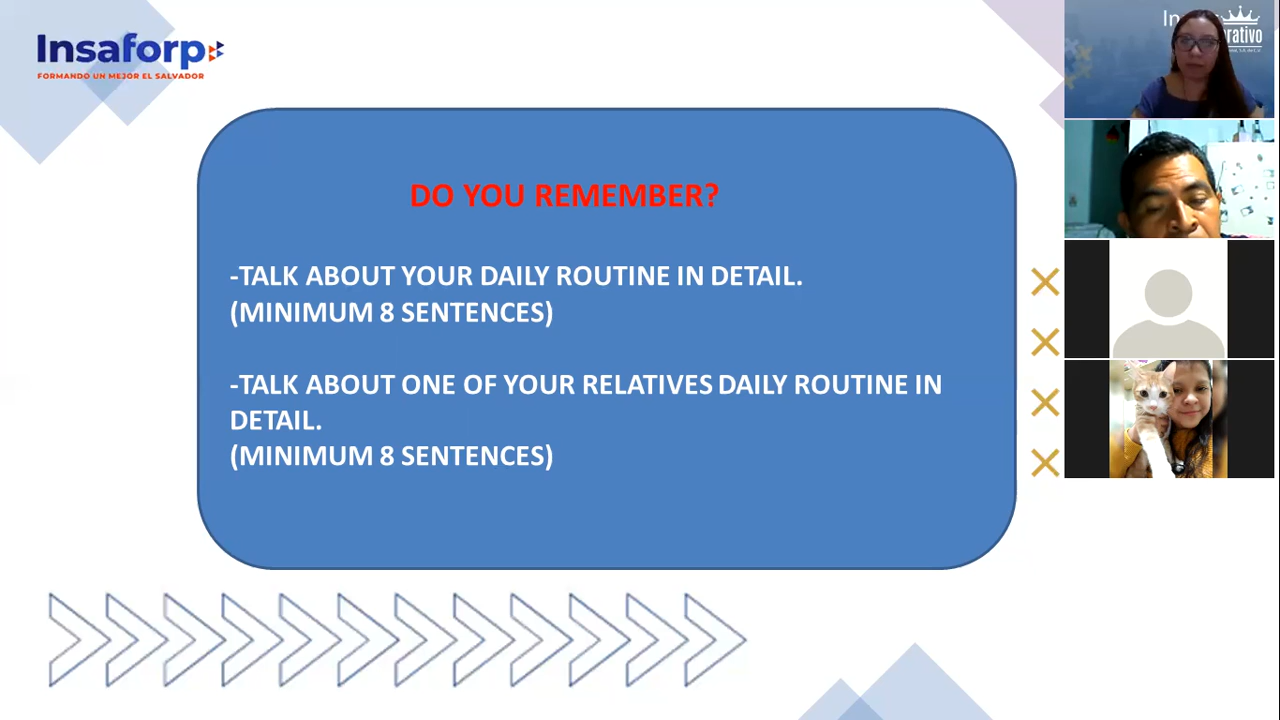 Insaforp
FORMANDO UN MEJOR EL SALVADOR
DO YOU REMEMBER?
-TALK ABOUT YOUR DAILY ROUTINE IN DETAIL.
(MINIMUM 8 SENTENCES)
-TALK ABOUT ONE OF YOUR RELATIVES DAILY ROUTINE IN
DETAIL.
(MINIMUM 8 SENTENCES)